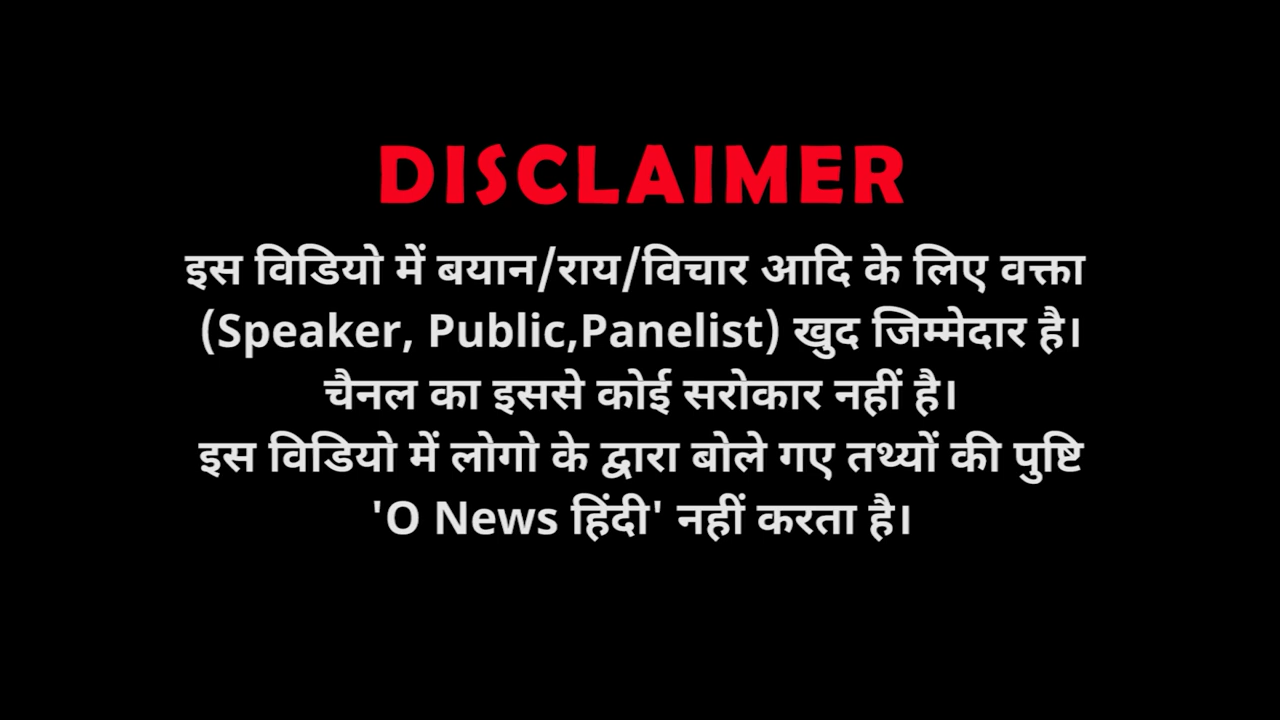 DISCLAIMER
इस विडियो में बयान/राय/विचार आदि के लिए वक्ता
(Speaker, Public,Panelist) खुद जिम्मेदार है।
चैनल का इससे कोई सरोकार नहीं है।
इस विडियो में लोगो के द्वारा बोले गए तथ्यों की पुष्टि
'O News हिंदी' नहीं करता है।